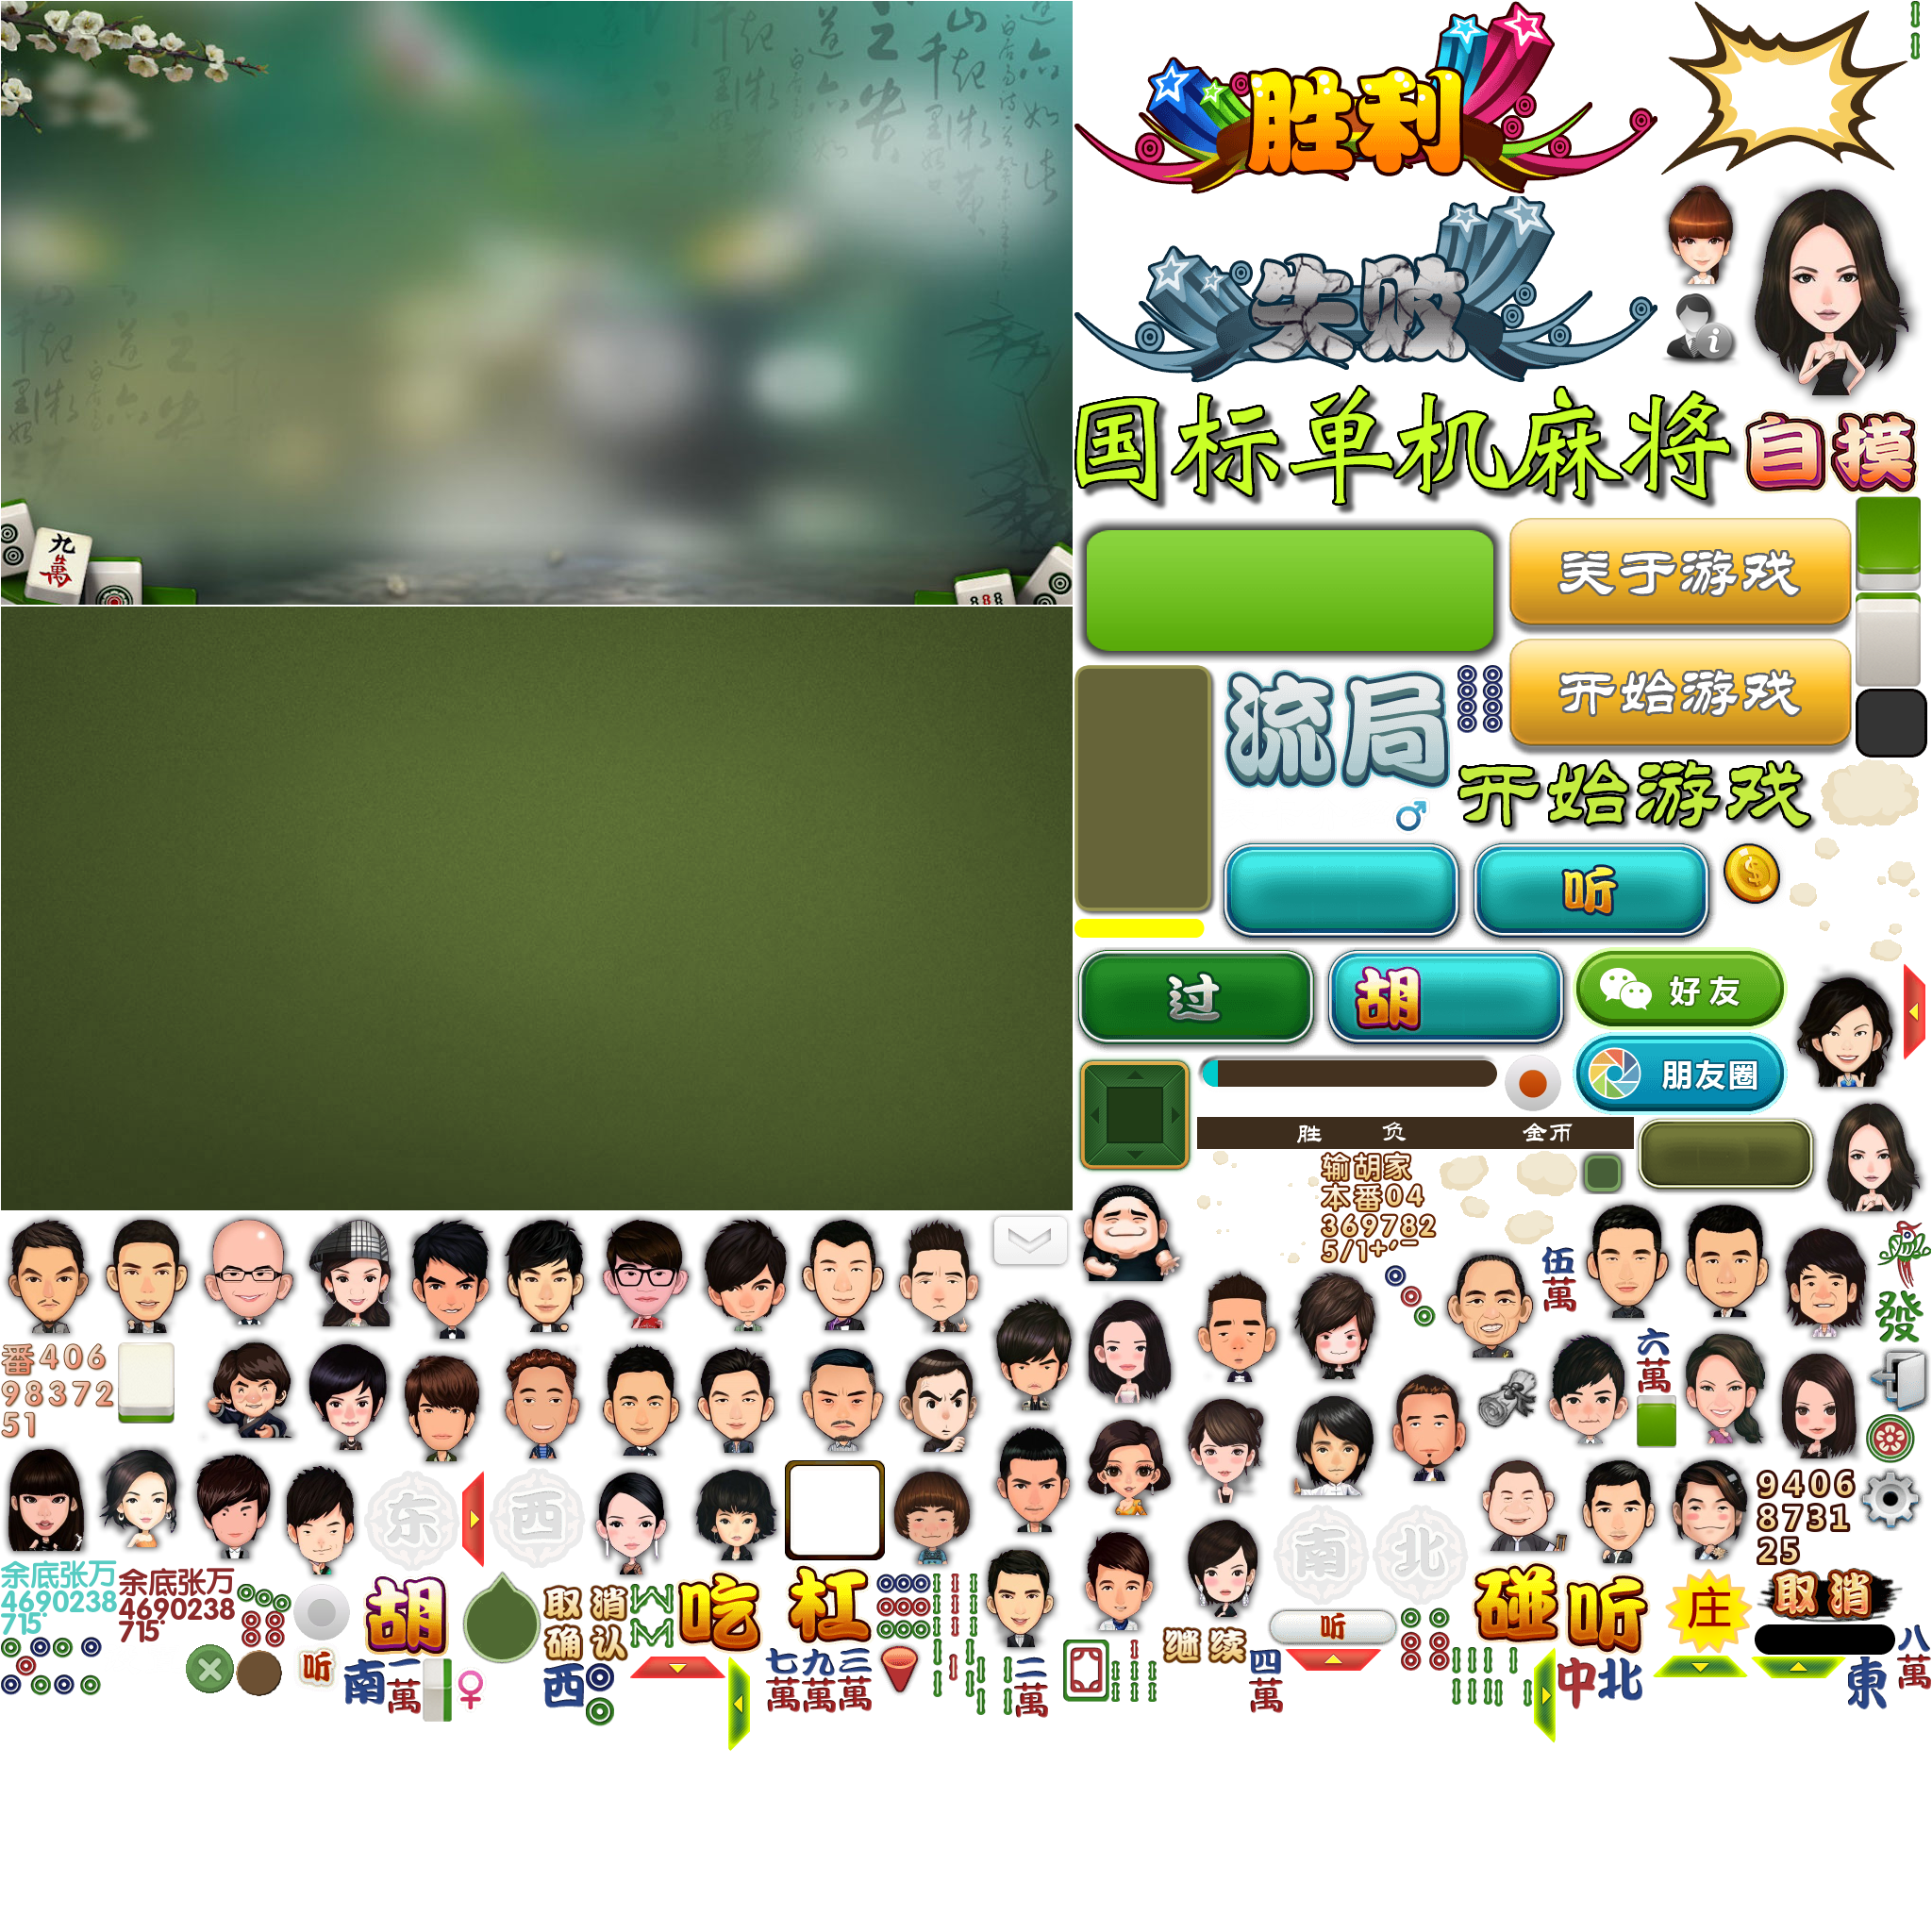 胜利
失败
国标单机麻将
自摸
九
萬
关于游戏
开始游戏
流局
开始游戏
听
过
胡
好友
朋友圈
胜 负 金币
输胡家
本番04
369782
5/1+'-
伍
萬
發
番406
98372
51
六
萬
东
西
南
北
9406
8731
25
余底张万
4690238
715.
余底张万
4690238
715.
胡
取消
确认
吃
杠
碰
听
庄
取消
听
继续
听
南
一
萬
西
七
萬
九
萬
三
萬
二
萬
四
萬
中
北
東
八
萬